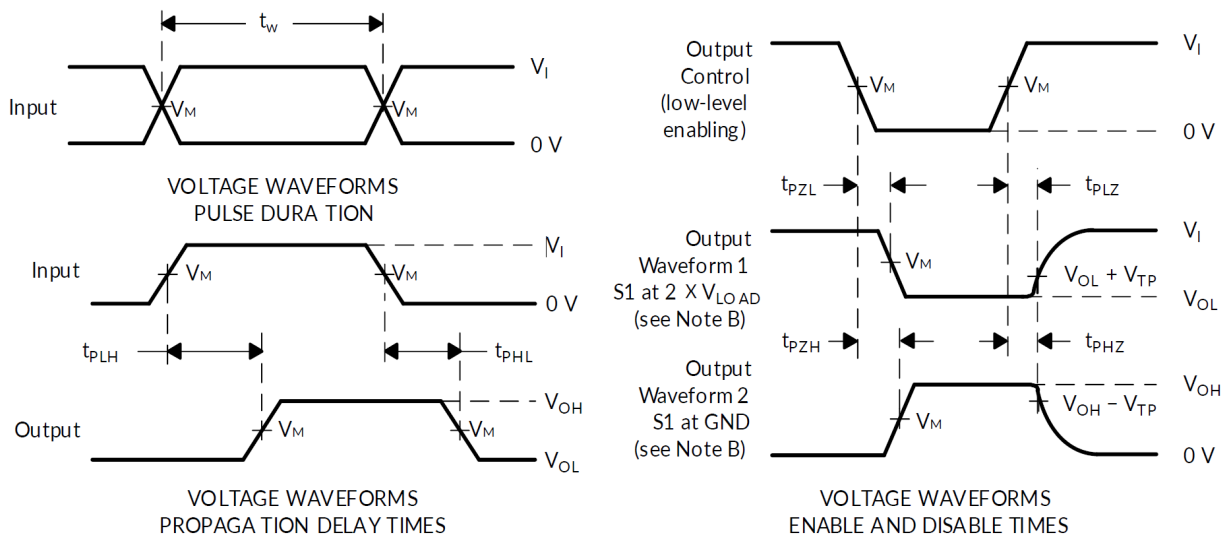 t_w
V_I
Input
V_M
V_M
0 V
VOLTAGE WAVEFORMS
PULSE DURA TION
V_I
Input
V_M
V_M
0 V
t_PLH
t_PHL
V_OH
Output
V_M
V_M
V_OL
VOLTAGE WAVEFORMS
PROPAGA TION DELAY TIMES
Output
Control
(low-level
enabling)
V_I
V_M
V_M
0 V
t_PZL
t_PLZ
Output
Waveform 1
S1 at 2 X V_LO AD
(see Note B)
V_I
V_M
V_OL + V_TP
V_OL
t_PZH
t_PHZ
Output
Waveform 2
S1 at GND
(see Note B)
V_OH
V_OH − V_TP
V_M
0 V
VOLTAGE WAVEFORMS
ENABLE AND DISABLE TIMES